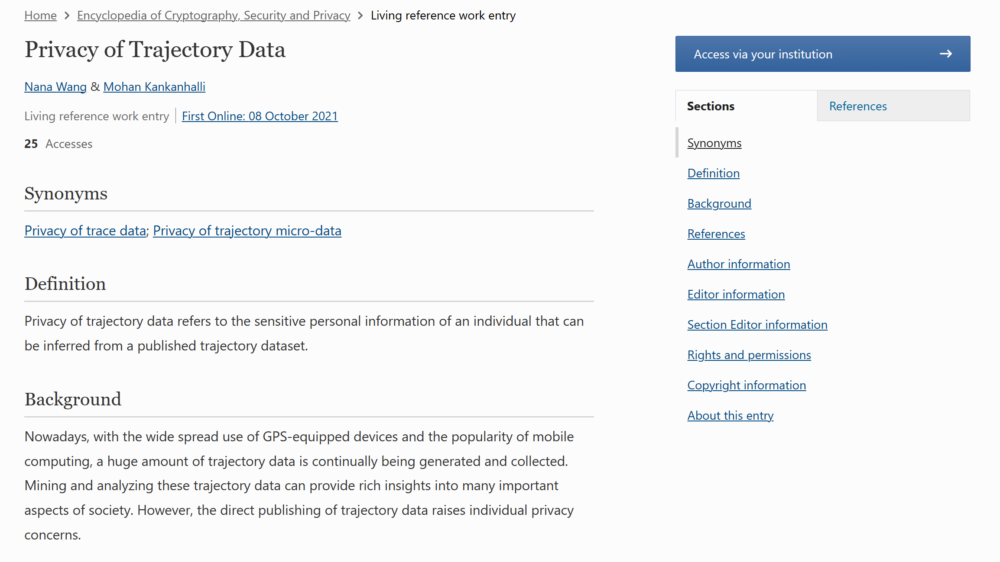 Home > Encyclopedia of Cryptography, Security and Privacy > Living reference work entry
Privacy of Trajectory Data
Nana Wang & Mohan Kankanhalli
Living reference work entry | First Online: 08 October 2021
25 Accesses
Synonyms
Privacy of trace data; Privacy of trajectory micro-data
Definition
Privacy of trajectory data refers to the sensitive personal information of an individual that can
be inferred from a published trajectory dataset.
Background
Nowadays, with the wide spread use of GPS-equipped devices and the popularity of mobile
computing, a huge amount of trajectory data is continually being generated and collected.
Mining and analyzing these trajectory data can provide rich insights into many important
aspects of society. However, the direct publishing of trajectory data raises individual privacy
concerns.
Access via your institution →
Sections
References
Synonyms
Definition
Background
References
Author information
Editor information
Section Editor information
Rights and permissions
Copyright information
About this entry